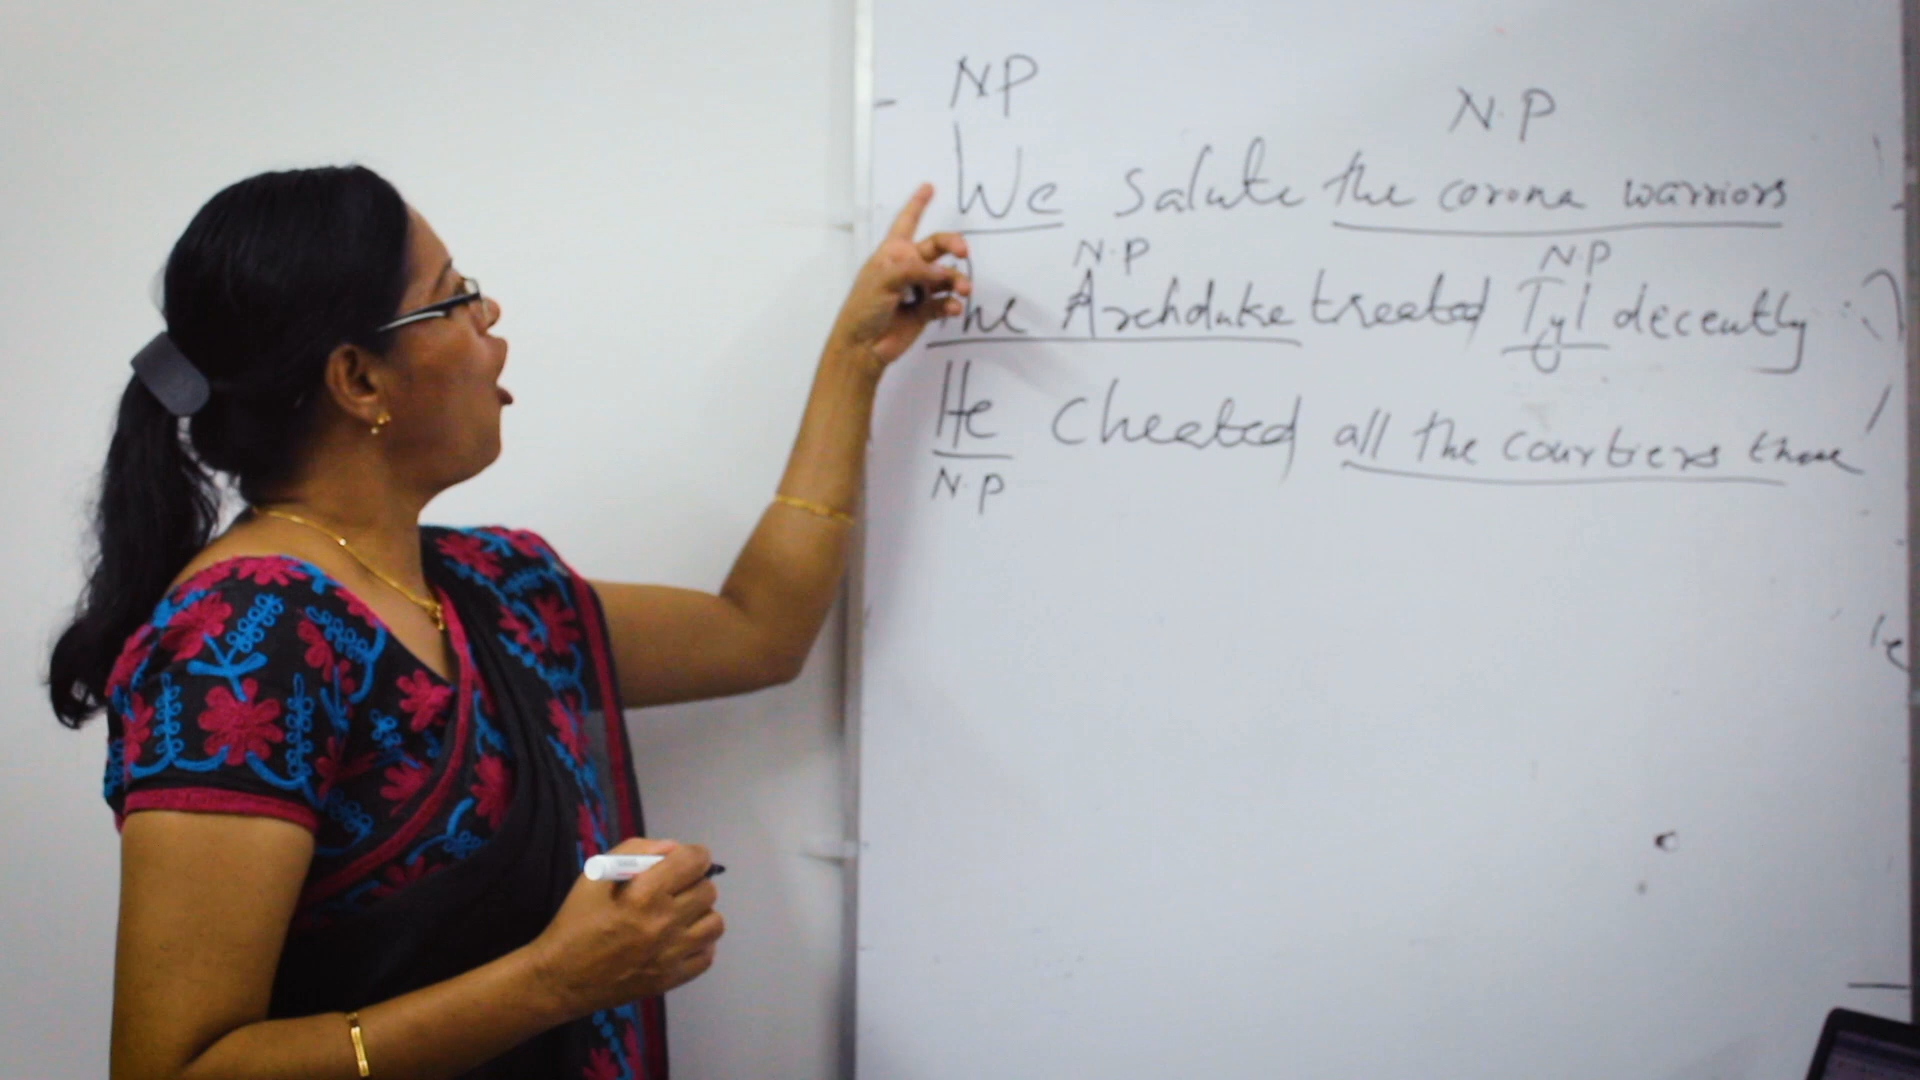 NP N.P
We salute the corona warriors
N.P N.P
The Archduke treated Tyl decently
He cheated all the courtiers there
N.P